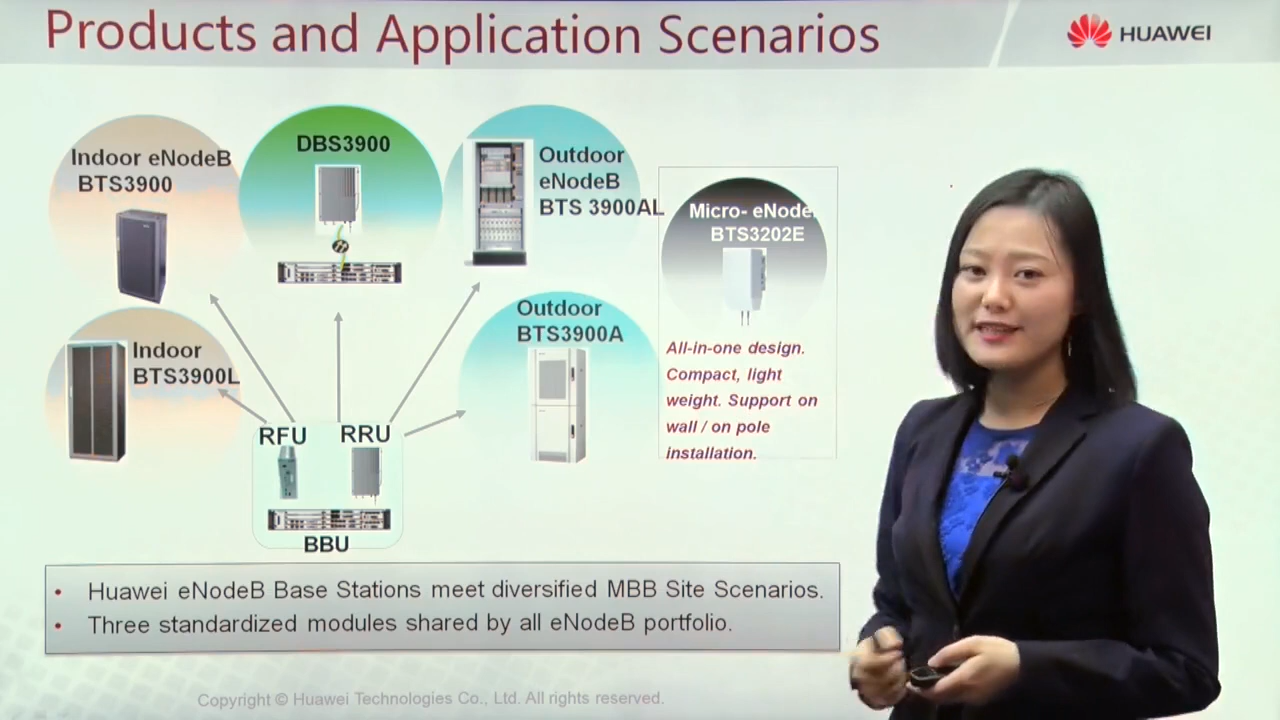 Products and Application Scenarios
HUAWEI
Indoor eNodeB
BTS3900
DBS3900
Outdoor
eNodeB
BTS 3900AL
Micro- eNode
BTS3202E
Indoor
BTS3900L
Outdoor
BTS3900A
All-in-one design.
Compact, light
weight. Support on
wall / on pole
installation.
RFU
RRU
BBU
• Huawei eNodeB Base Stations meet diversified MBB Site Scenarios.
• Three standardized modules shared by all eNodeB portfolio.
Copyright © Huawei Technologies Co., Ltd. All rights reserved.